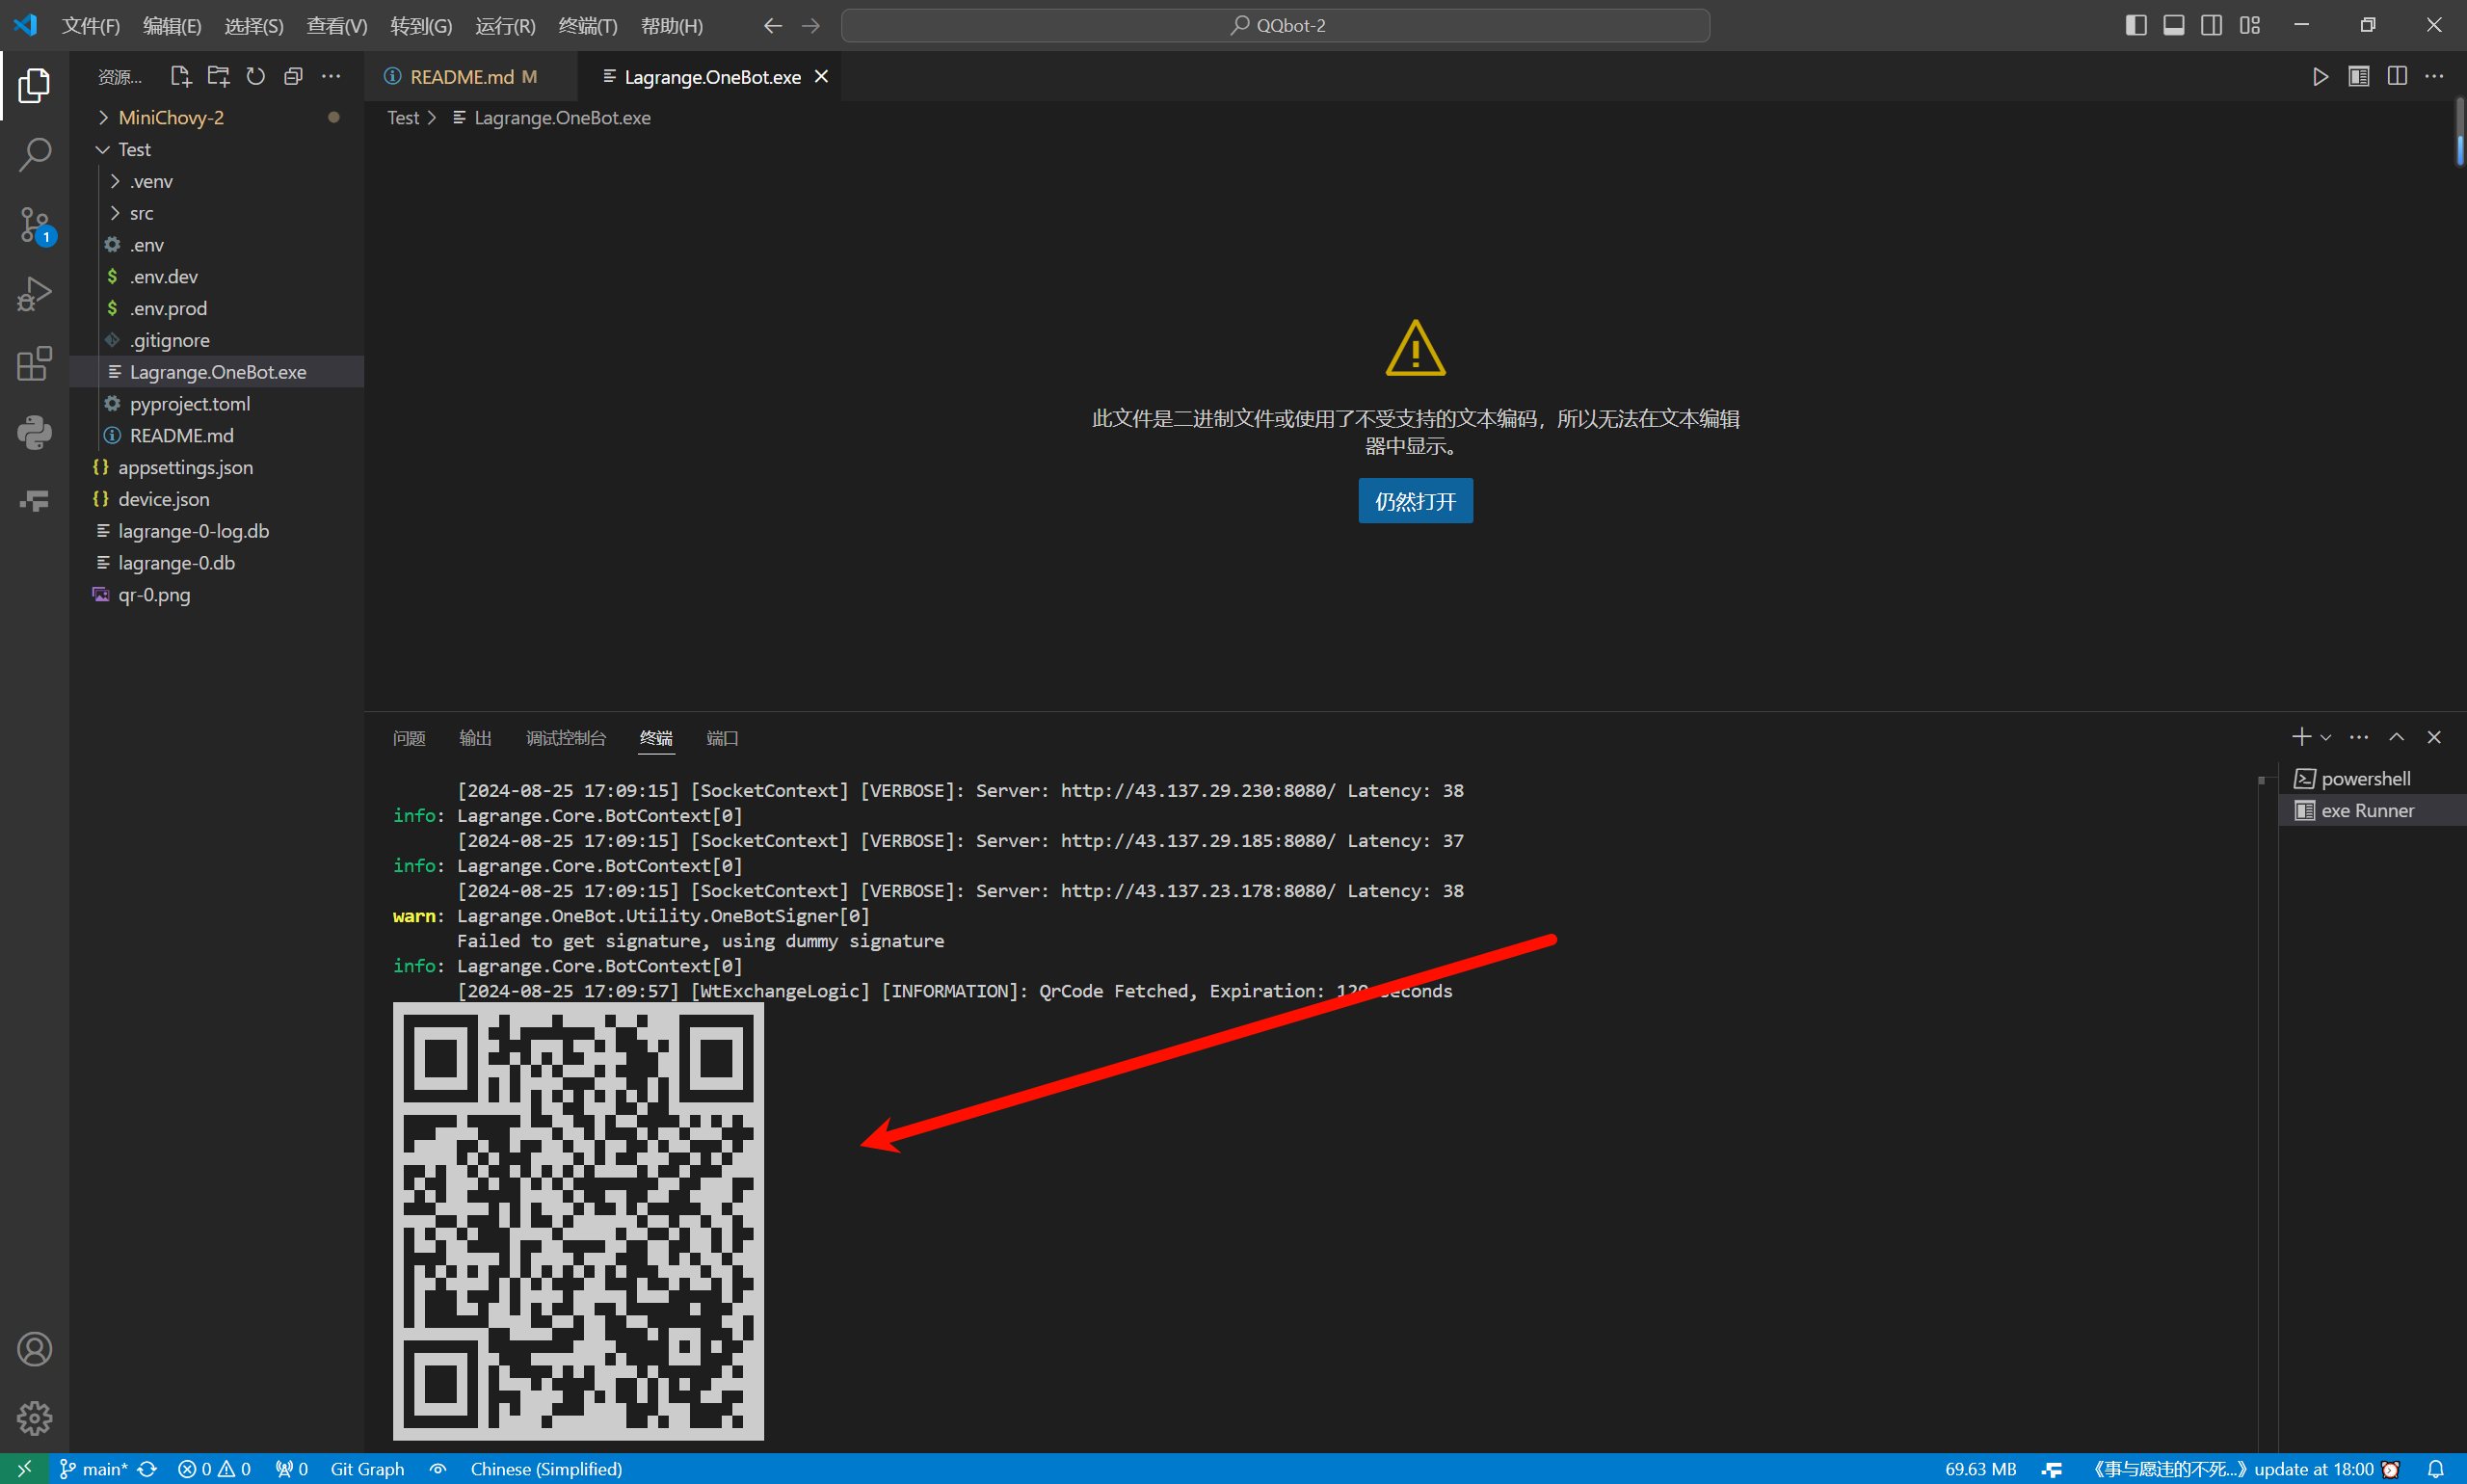 文件(F) 编辑(E) 选择(S) 查看(V) 转到(G) 运行(R) 终端(T) 帮助(H)
QQbot-2
资源...
README.md M
Lagrange.OneBot.exe
Test > Lagrange.OneBot.exe
MiniChovy-2
Test
.venv
src
.env
.env.dev
.env.prod
.gitignore
Lagrange.OneBot.exe
pyproject.toml
README.md
appsettings.json
device.json
lagrange-0-log.db
lagrange-0.db
qr-0.png
1
此文件是二进制文件或使用了不受支持的文本编码，所以无法在文本编辑
器中显示。
仍然打开
问题 输出 调试控制台 终端 端口
powershell
exe Runner
[2024-08-25 17:09:15] [SocketContext] [VERBOSE]: Server: http://43.137.29.230:8080/ Latency: 38
info: Lagrange.Core.BotContext[0]
[2024-08-25 17:09:15] [SocketContext] [VERBOSE]: Server: http://43.137.29.185:8080/ Latency: 37
info: Lagrange.Core.BotContext[0]
[2024-08-25 17:09:15] [SocketContext] [VERBOSE]: Server: http://43.137.23.178:8080/ Latency: 38
warn: Lagrange.OneBot.Utility.OneBotSigner[0]
Failed to get signature, using dummy signature
info: Lagrange.Core.BotContext[0]
[2024-08-25 17:09:57] [WtExchangeLogic] [INFORMATION]: QrCode Fetched, Expiration: 120 seconds
main* 0 0 0 Git Graph Chinese (Simplified)
69.63 MB 《事与愿违的不死...》update at 18:00